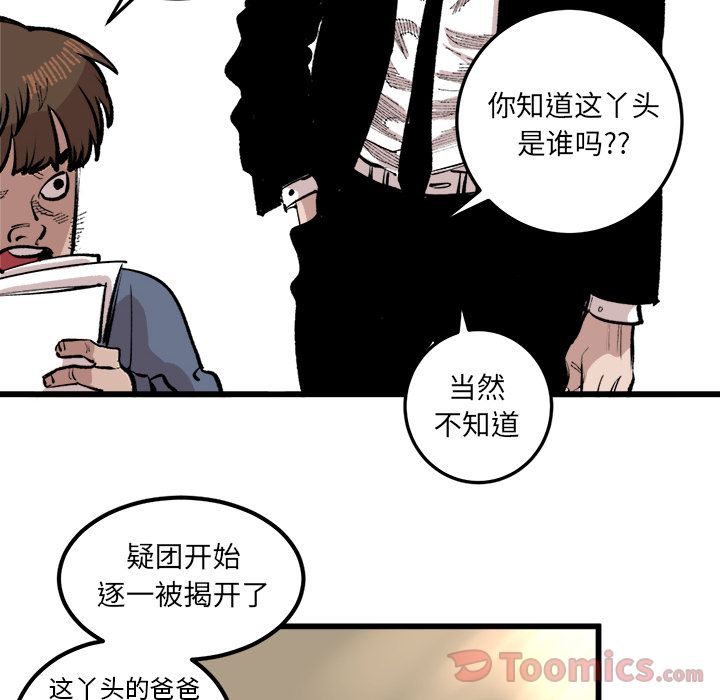 你知道这丫头
是谁吗??
当然
不知道
疑团开始
逐一被揭开了
这丫头的爸爸
Toomics.com